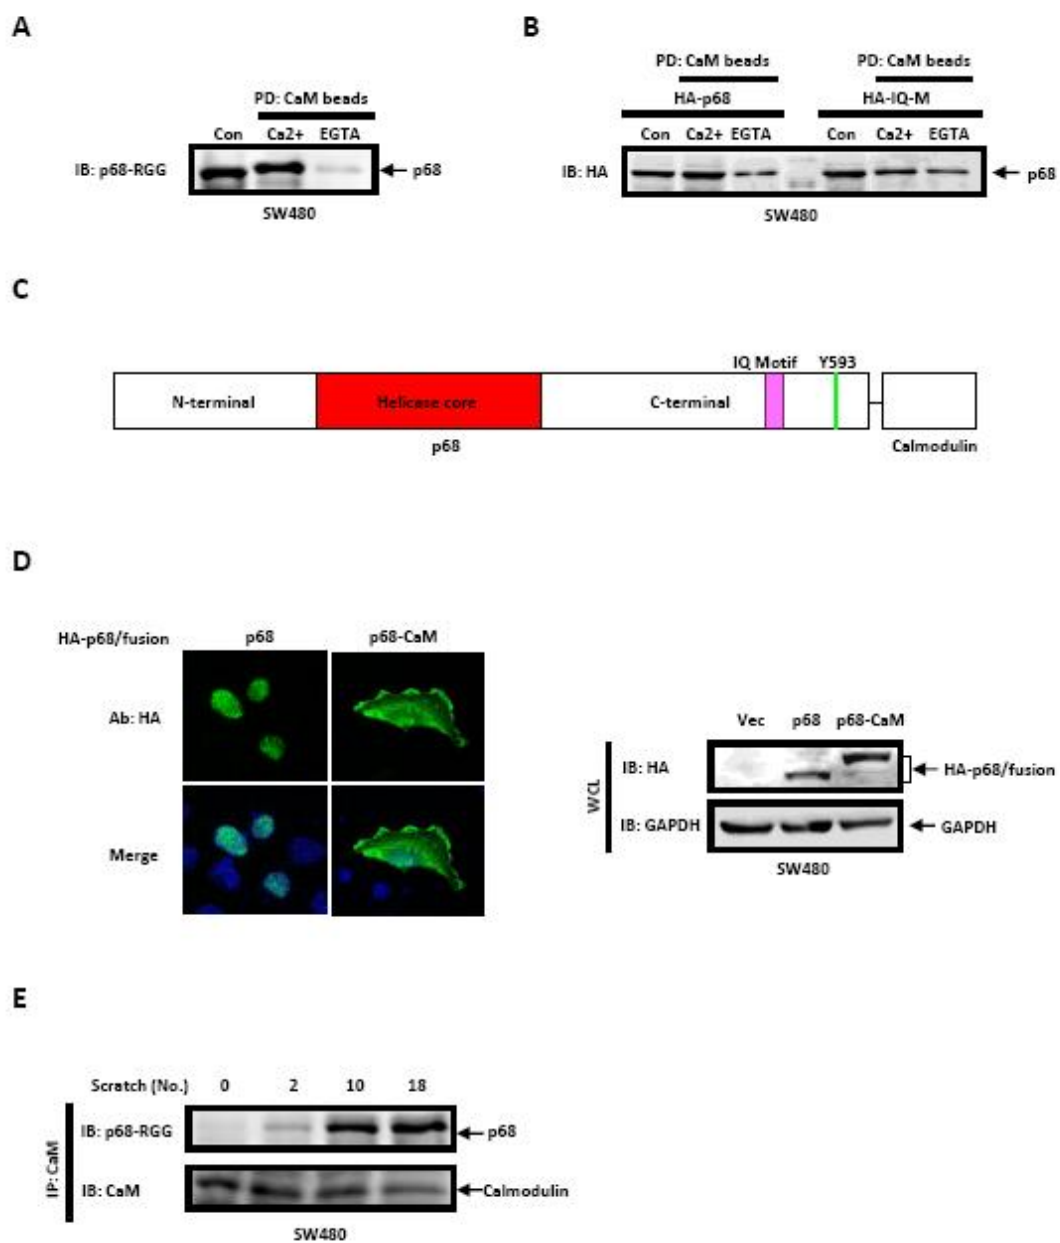 A
PD: CaM beads
Con Ca2+ EGTA
IB: p68-RGG
p68
SW480
B
PD: CaM beads PD: CaM beads
HA-p68 HA-IQ-M
Con Ca2+ EGTA Con Ca2+ EGTA
IB: HA
p68
SW480
C
IQ Motif Y593
N-terminal Helicase core C-terminal
p68 Calmodulin
D
HA-p68/fusion p68 p68-CaM
Ab: HA
Merge
Vec p68 p68-CaM
WCL
IB: HA HA-p68/fusion
IB: GAPDH GAPDH
SW480
E
Scratch (No.) 0 2 10 18
IP: CaM
IB: p68-RGG p68
IB: CaM Calmodulin
SW480